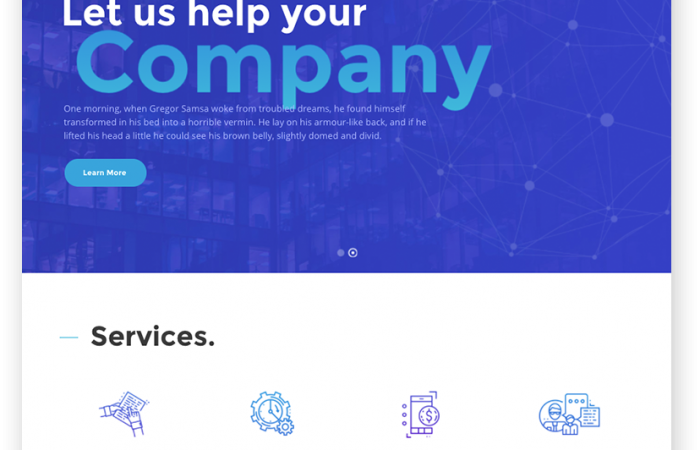 Let us help your
Company
One morning, when Gregor Samsa woke from troubled dreams, he found himself
transformed in his bed into a horrible vermin. He lay on his armour-like back, and if he
lifted his head a little he could see his brown belly, slightly domed and divid.
Learn More
Services.